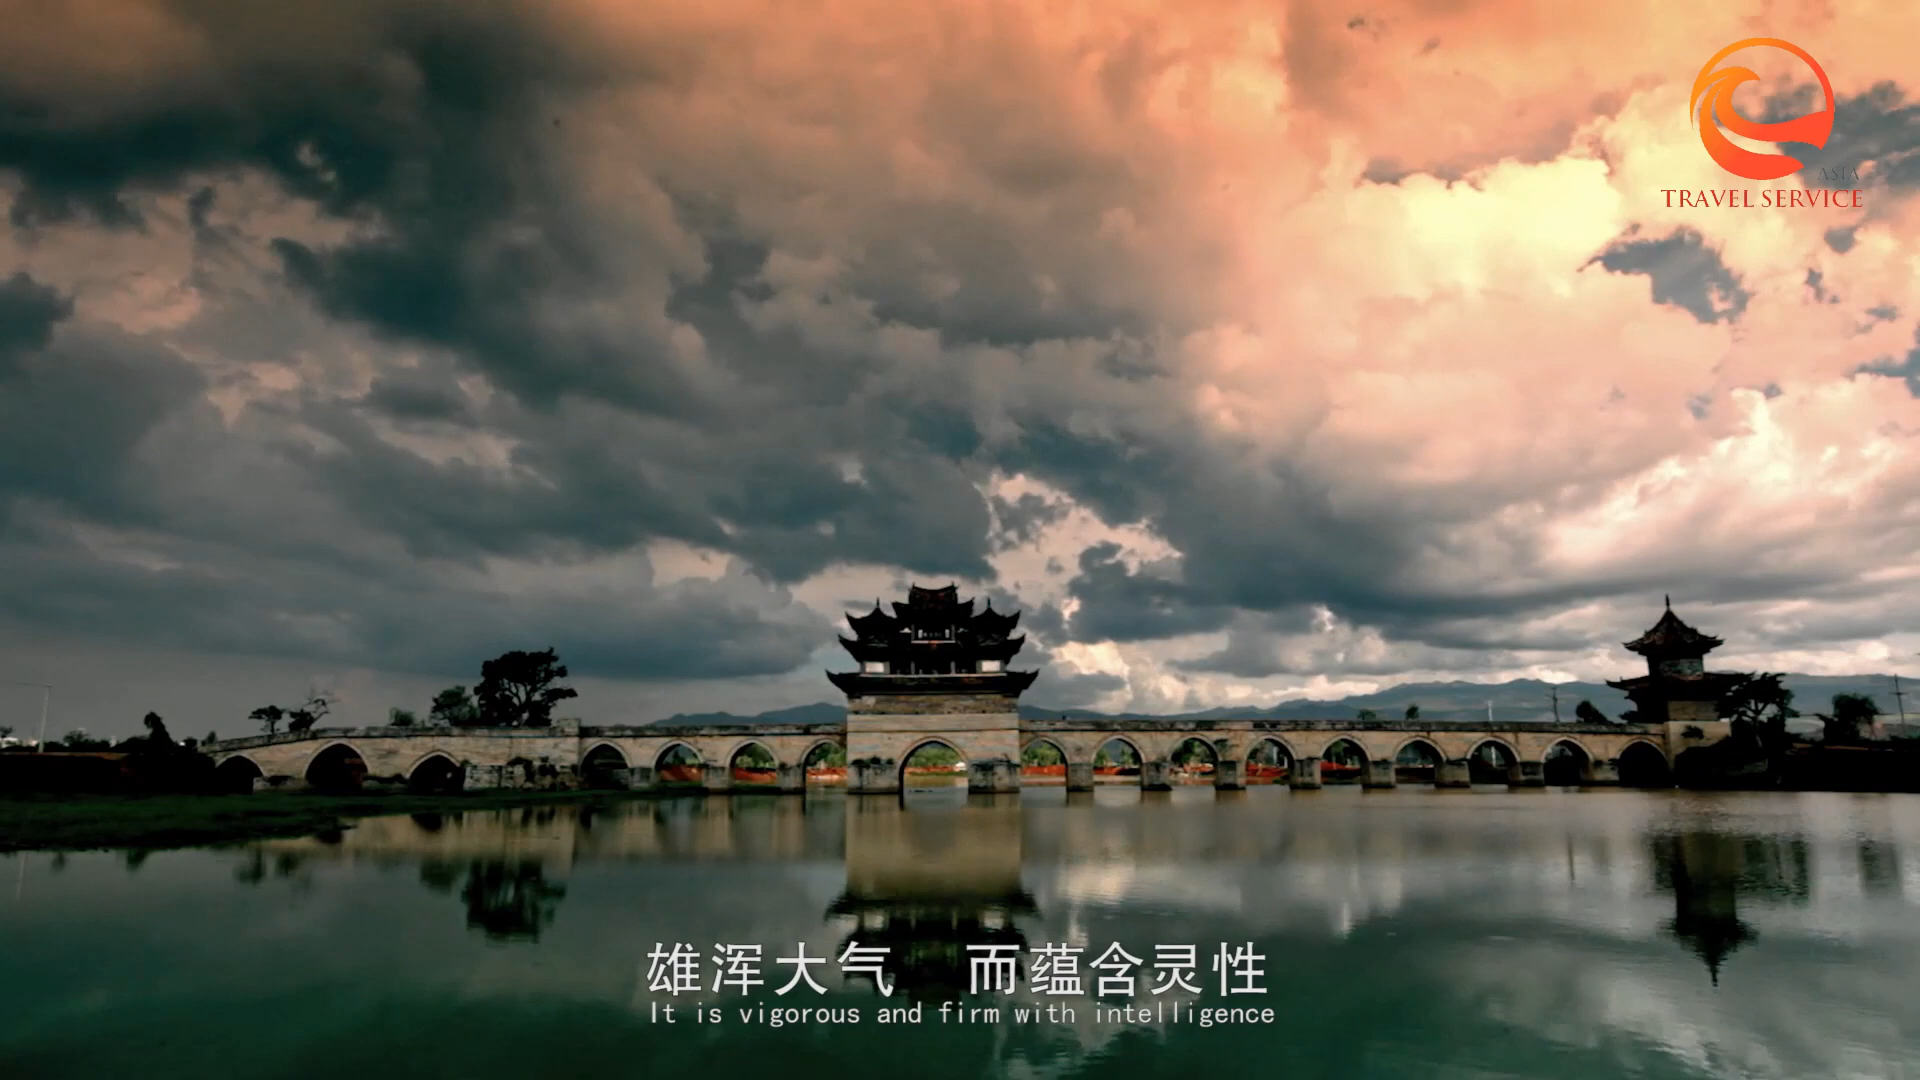 ASIA
TRAVEL SERVICE
雄浑大气 而蕴含灵性
It is vigorous and firm with intelligence